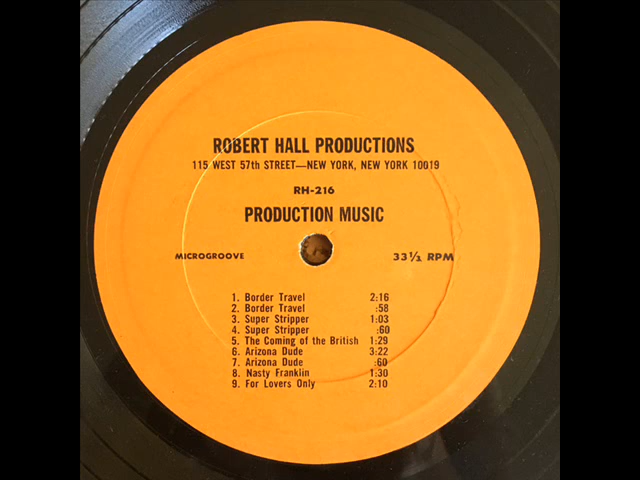 ROBERT HALL PRODUCTIONS
115 WEST 57th STREET—NEW YORK, NEW YORK 10019
RH-216
PRODUCTION MUSIC
MICROGROOVE 33 1/3 RPM
1. Border Travel 2:16
2. Border Travel :58
3. Super Stripper 1:03
4. Super Stripper :60
5. The Coming of the British 1:29
6. Arizona Dude 3:22
7. Arizona Dude :60
8. Nasty Franklin 1:30
9. For Lovers Only 2:10